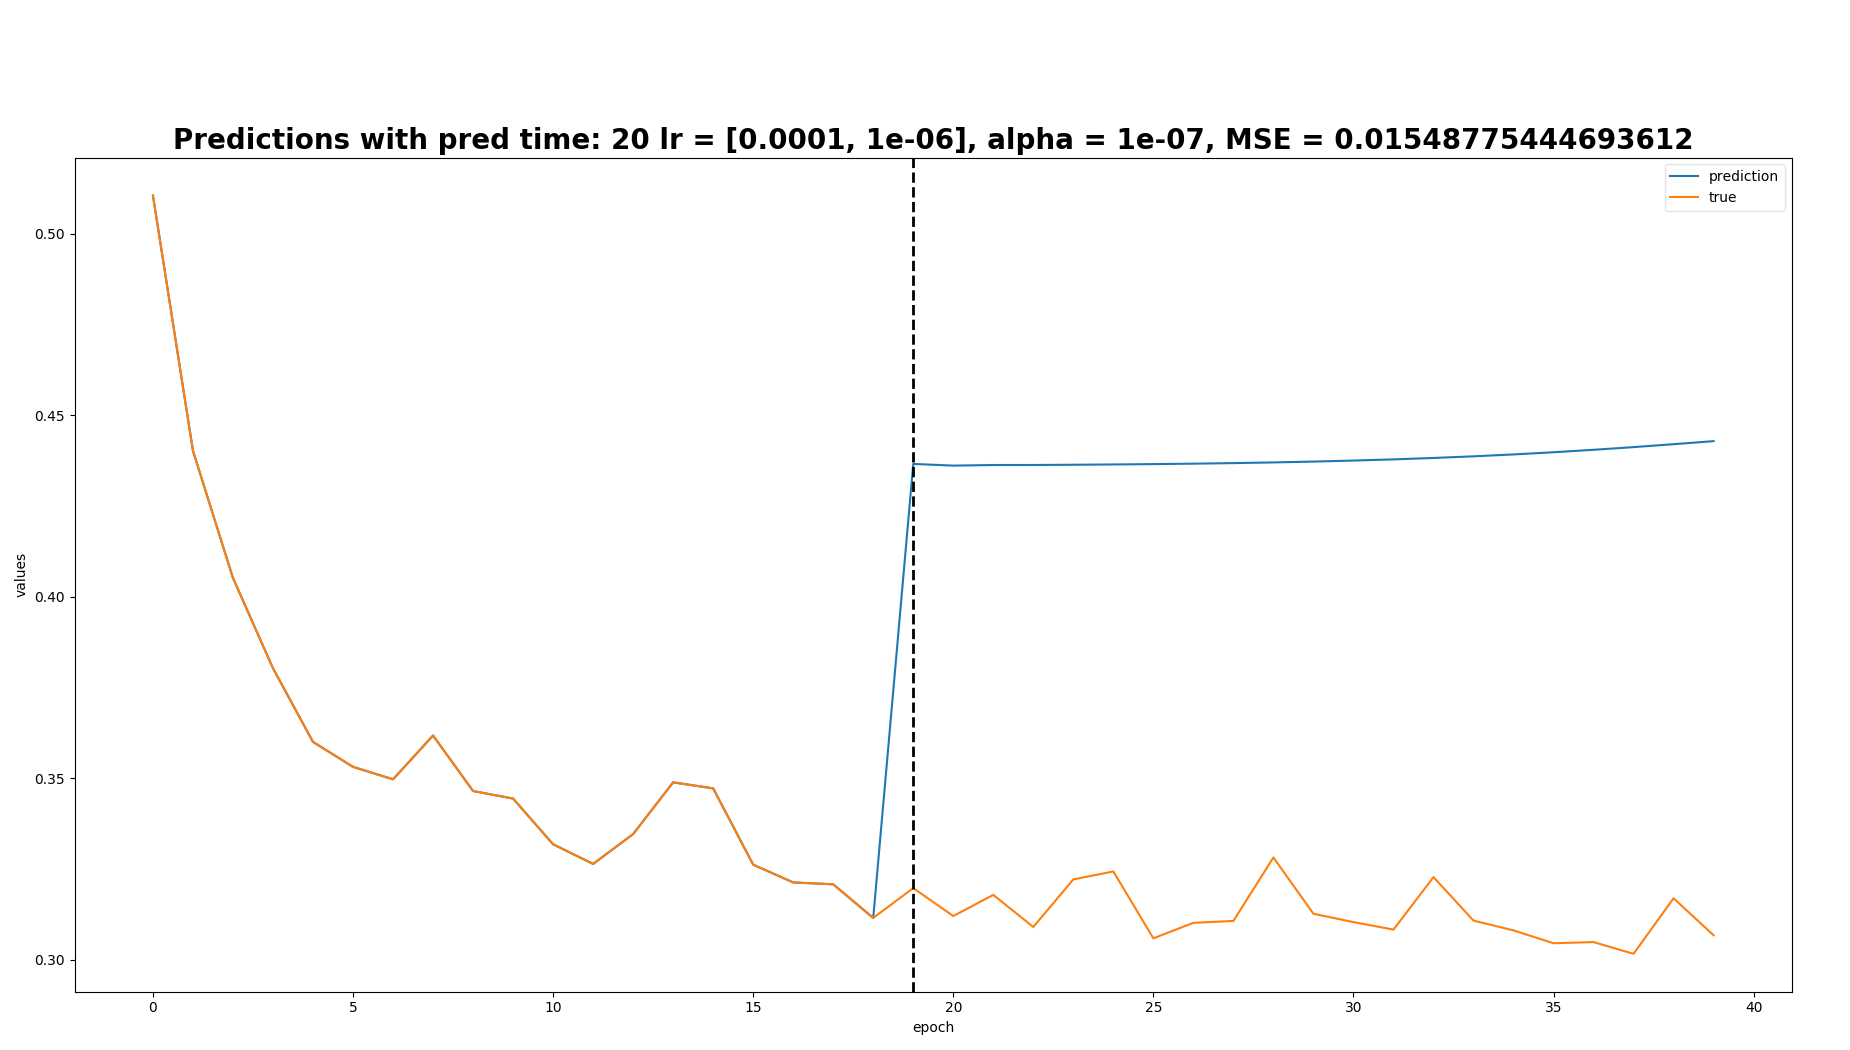 Predictions with pred time: 20 lr = [0.0001, 1e-06], alpha = 1e-07, MSE = 0.01548775444693612
prediction
true
values
0.50
0.45
0.40
0.35
0.30
0 5 10 15 20 25 30 35 40
epoch